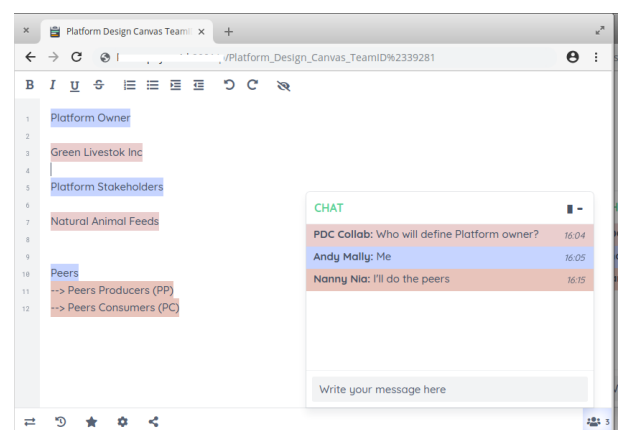 Platform Design Canvas Team
/Platform_Design_Canvas_TeamID%2339281
B I U S
1 Platform Owner
2
3 Green Livestok Inc
4
5 Platform Stakeholders
6
7 Natural Animal Feeds
8
9
10 Peers
11 --> Peers Producers (PP)
12 --> Peers Consumers (PC)
CHAT
PDC Collab: Who will define Platform owner? 16:04
Andy Mally: Me 16:05
Nanny Nia: I'll do the peers 16:15
Write your message here
3